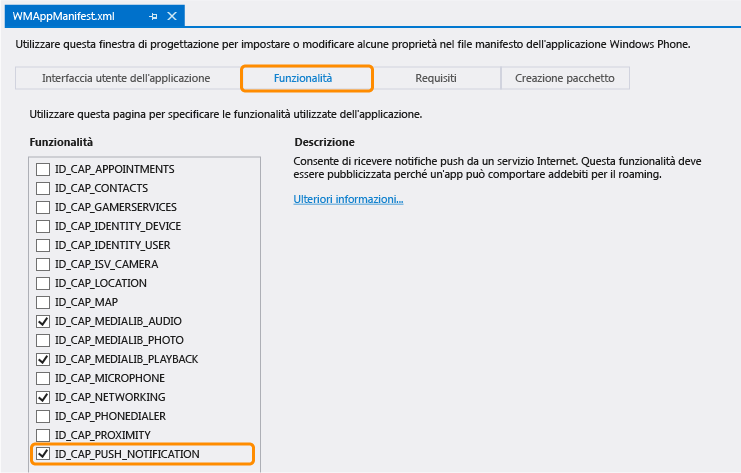 WMAppManifest.xml
Utilizzare questa finestra di progettazione per impostare o modificare alcune proprietà nel file manifesto dell'applicazione Windows Phone.
Interfaccia utente dell'applicazione
Funzionalità
Requisiti
Creazione pacchetto
Utilizzare questa pagina per specificare le funzionalità utilizzate dell'applicazione.
Funzionalità
ID_CAP_APPOINTMENTS
ID_CAP_CONTACTS
ID_CAP_GAMERSERVICES
ID_CAP_IDENTITY_DEVICE
ID_CAP_IDENTITY_USER
ID_CAP_ISV_CAMERA
ID_CAP_LOCATION
ID_CAP_MAP
ID_CAP_MEDIALIB_AUDIO
ID_CAP_MEDIALIB_PHOTO
ID_CAP_MEDIALIB_PLAYBACK
ID_CAP_MICROPHONE
ID_CAP_NETWORKING
ID_CAP_PHONEDIALER
ID_CAP_PROXIMITY
ID_CAP_PUSH_NOTIFICATION
Descrizione
Consente di ricevere notifiche push da un servizio Internet. Questa funzionalità deve
essere pubblicizzata perché un'app può comportare addebiti per il roaming.
Ulteriori informazioni...